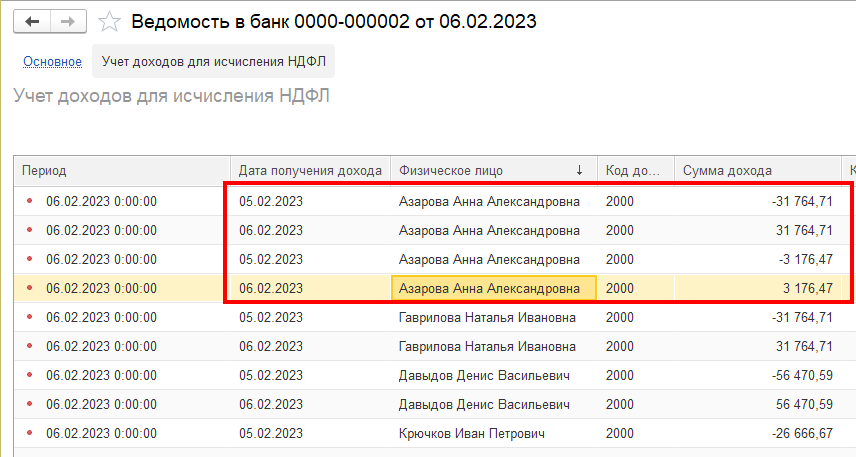 Ведомость в банк 0000-000002 от 06.02.2023
Основное Учет доходов для исчисления НДФЛ
Учет доходов для исчисления НДФЛ
Период Дата получения дохода Физическое лицо ↓ Код до... Сумма дохода К
06.02.2023 0:00:00 05.02.2023 Азарова Анна Александровна 2000 -31 764,71
06.02.2023 0:00:00 06.02.2023 Азарова Анна Александровна 2000 31 764,71
06.02.2023 0:00:00 05.02.2023 Азарова Анна Александровна 2000 -3 176,47
06.02.2023 0:00:00 06.02.2023 Азарова Анна Александровна 2000 3 176,47
06.02.2023 0:00:00 05.02.2023 Гаврилова Наталья Ивановна 2000 -31 764,71
06.02.2023 0:00:00 06.02.2023 Гаврилова Наталья Ивановна 2000 31 764,71
06.02.2023 0:00:00 05.02.2023 Давыдов Денис Васильевич 2000 -56 470,59
06.02.2023 0:00:00 06.02.2023 Давыдов Денис Васильевич 2000 56 470,59
06.02.2023 0:00:00 05.02.2023 Крючков Иван Петрович 2000 -26 666,67